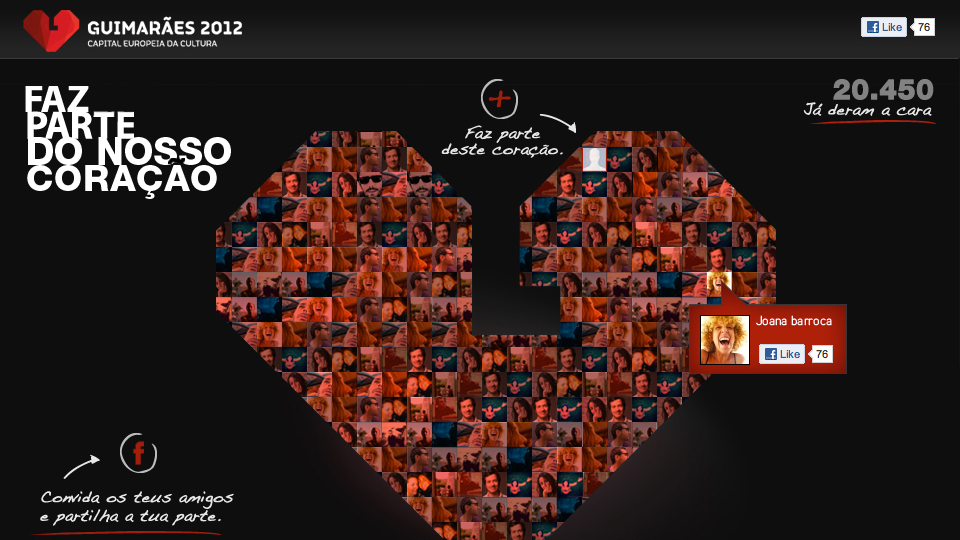 GUIMARÃES 2012
CAPITAL EUROPEIA DA CULTURA
Like 76
FAZ
PARTE
DO NOSSO
CORAÇÃO
Faz parte
deste coração.
20.450
Já deram a cara
Joana barroca
Like 76
Convida os teus amigos
e partilha a tua parte.